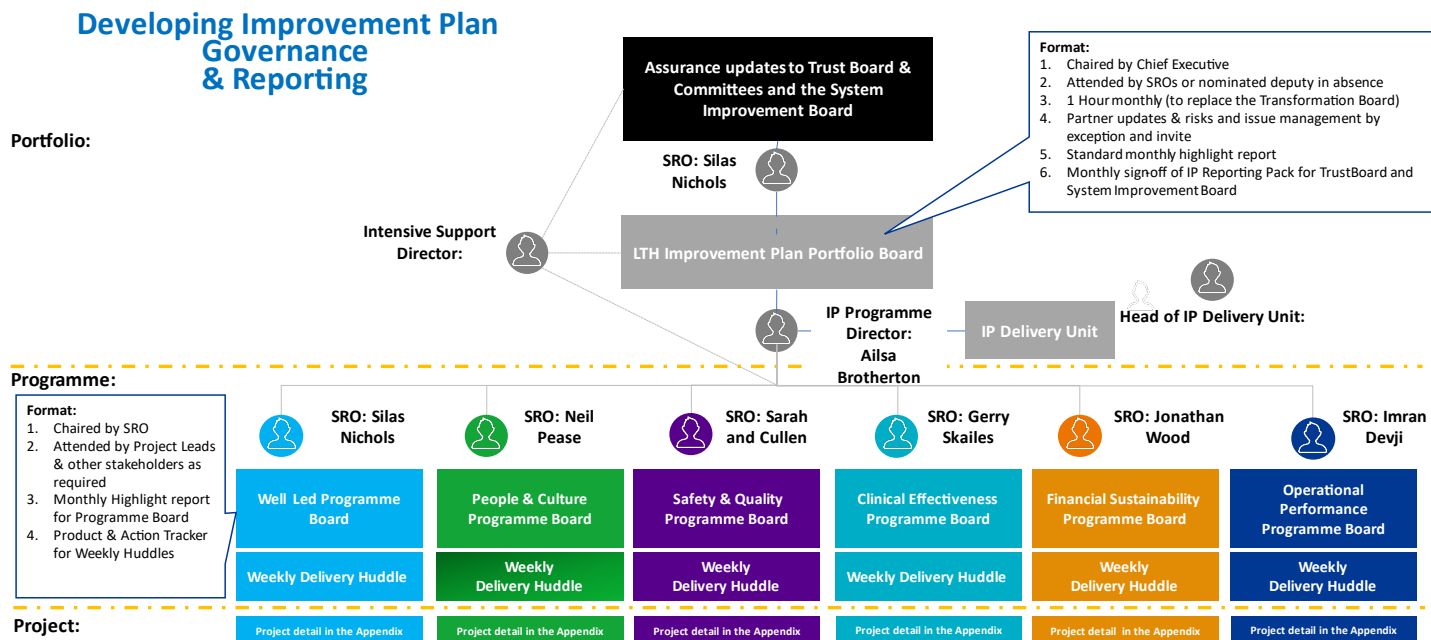 Developing Improvement Plan
Governance
& Reporting
Assurance updates to Trust Board &
Committees and the System
Improvement Board
Format:
1. Chaired by Chief Executive
2. Attended by SROs or nominated deputy in absence
3. 1 Hour monthly (to replace the Transformation Board)
4. Partner updates & risks and issue management by
exception and invite
5. Standard monthly highlight report
6. Monthly sign-off of IP Reporting Pack for TrustBoard and
System Improvement Board
Portfolio:
SRO: Silas
Nichols
Intensive Support
Director:
LTH Improvement Plan Portfolio Board
IP Programme
Director:
Ailsa
Brotherton
IP Delivery Unit
Head of IP Delivery Unit:
Programme:
Format:
1. Chaired by SRO
2. Attended by Project Leads
& other stakeholders as
required
3. Monthly Highlight report
for Programme Board
4. Product & Action Tracker
for Weekly Huddles
SRO: Silas
Nichols
SRO: Neil
Pease
SRO: Sarah
and Cullen
SRO: Gerry
Skailes
SRO: Jonathan
Wood
SRO: Imran
Devji
Well Led Programme
Board
People & Culture
Programme Board
Safety & Quality
Programme Board
Clinical Effectiveness
Programme Board
Financial Sustainability
Programme Board
Operational
Performance
Programme Board
Weekly Delivery Huddle
Weekly
Delivery Huddle
Weekly
Delivery Huddle
Weekly Delivery Huddle
Weekly
Delivery Huddle
Weekly
Delivery Huddle
Project:
Project detail in the Appendix
Project detail in the Appendix
Project detail in the Appendix
Project detail in the Appendix
Project detail in the Appendix
Project detail in the Appendix